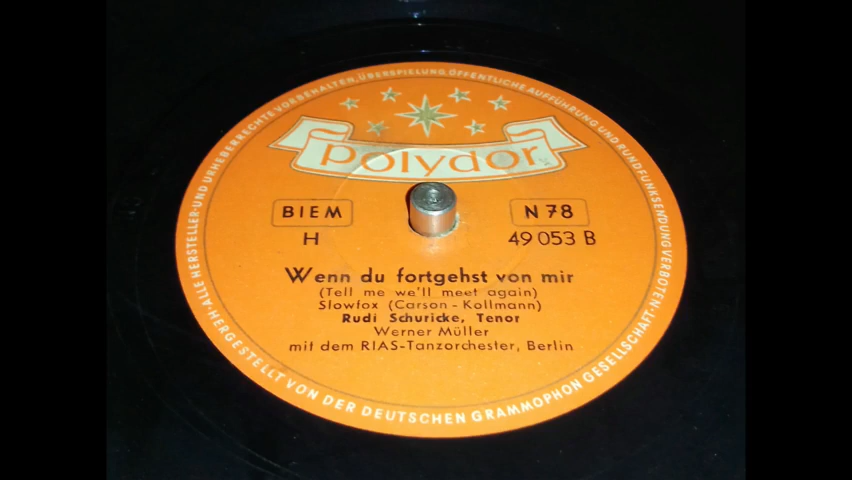 ALLE HERSTELLER-UND URHEBERRECHTE VORBEHALTEN, ÜBERSPIELUNG, ÖFFENTLICHE AUFFÜHRUNG UND RUNDFUNKSENDUNG VERBOTEN·
polydor
BIEM N 78
H 49 053 B
Wenn du fortgehst von mir
(Tell me we'll meet again)
Slowfox (Carson - Kollmann)
Rudi Schuricke, Tenor
Werner Müller
mit dem RIAS-Tanzorchester, Berlin
·HERGESTELLT VON DER DEUTSCHEN GRAMMOPHON GESELLSCHAFT·